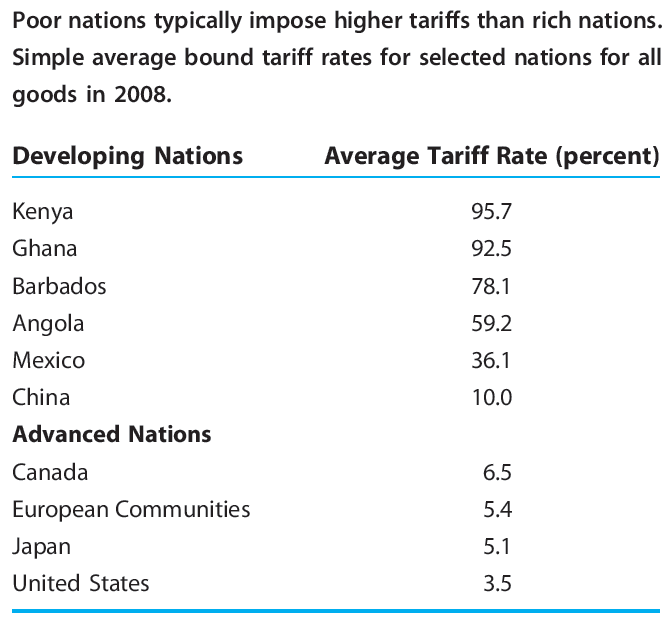 Poor nations typically impose higher tariffs than rich nations.
Simple average bound tariff rates for selected nations for all
goods in 2008.
Developing Nations Average Tariff Rate (percent)
Kenya 95.7
Ghana 92.5
Barbados 78.1
Angola 59.2
Mexico 36.1
China 10.0
Advanced Nations
Canada 6.5
European Communities 5.4
Japan 5.1
United States 3.5